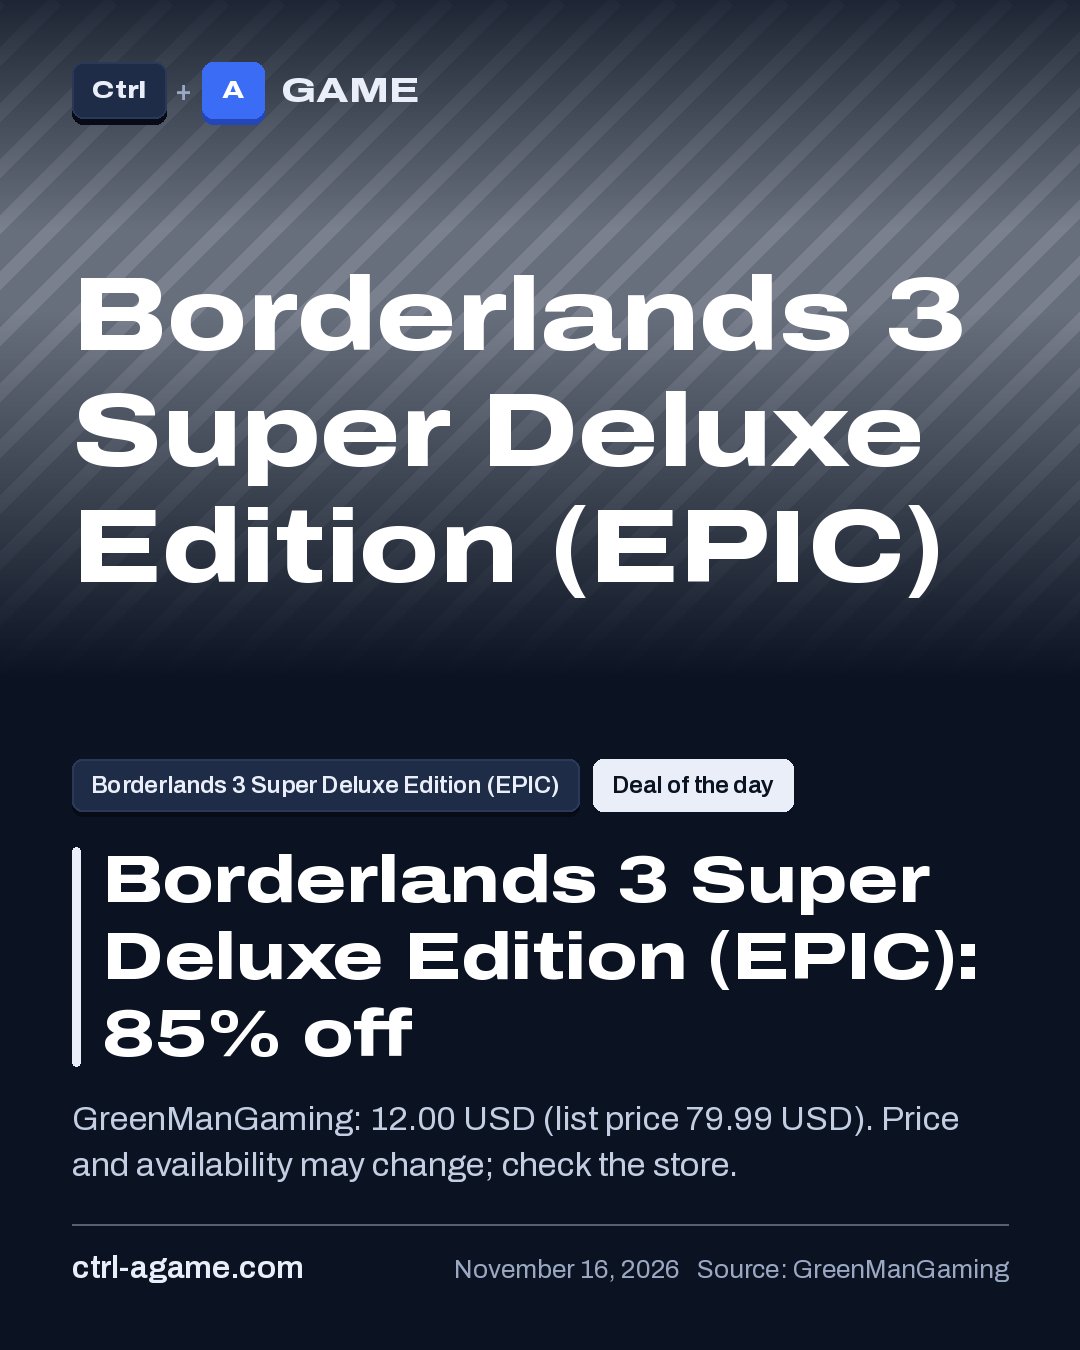 Ctrl + A GAME
Borderlands 3
Super Deluxe
Edition (EPIC)
Borderlands 3 Super Deluxe Edition (EPIC) Deal of the day
Borderlands 3 Super
Deluxe Edition (EPIC):
85% off
GreenManGaming: 12.00 USD (list price 79.99 USD). Price
and availability may change; check the store.
ctrl-agame.com November 16, 2026 Source: GreenManGaming